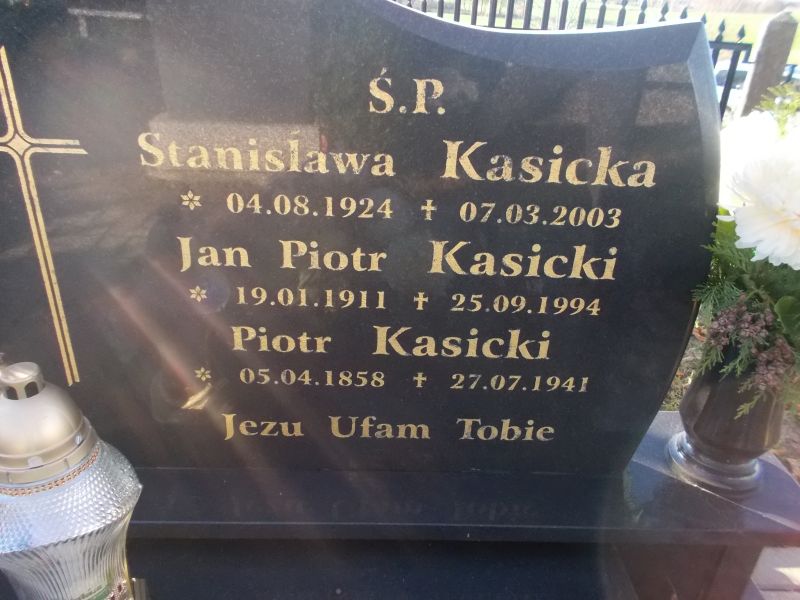 Ś.P.
Stanisława Kasicka
* 04.08.1924 ✝ 07.03.2003
Jan Piotr Kasicki
* 19.01.1911 ✝ 25.09.1994
Piotr Kasicki
* 05.04.1858 ✝ 27.07.1941
Jezu Ufam Tobie